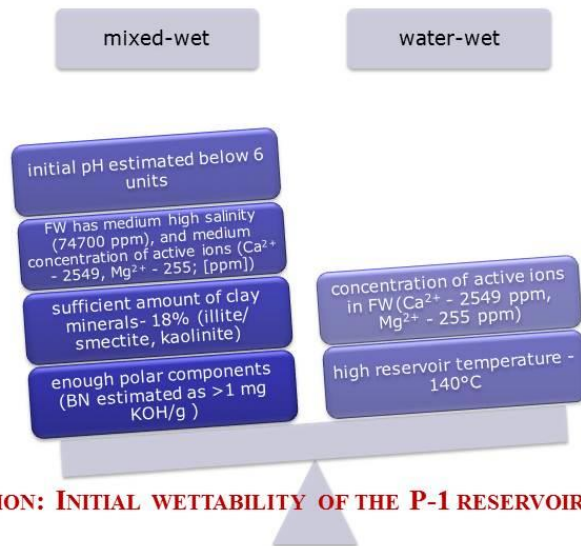 mixed-wet
water-wet
initial pH estimated below 6
units
FW has medium high salinity
(74700 ppm), and medium
concentration of active ions (Ca²⁺
- 2549, Mg²⁺ - 255; [ppm])
sufficient amount of clay
minerals- 18% (illite/
smectite, kaolinite)
enough polar components
(BN estimated as >1 mg
KOH/g )
concentration of active ions
in FW(Ca²⁺ - 2549 ppm,
Mg²⁺ - 255 ppm)
high reservoir temperature -
140°C
ION: INITIAL WETTABILITY OF THE P-1 RESERVOIR